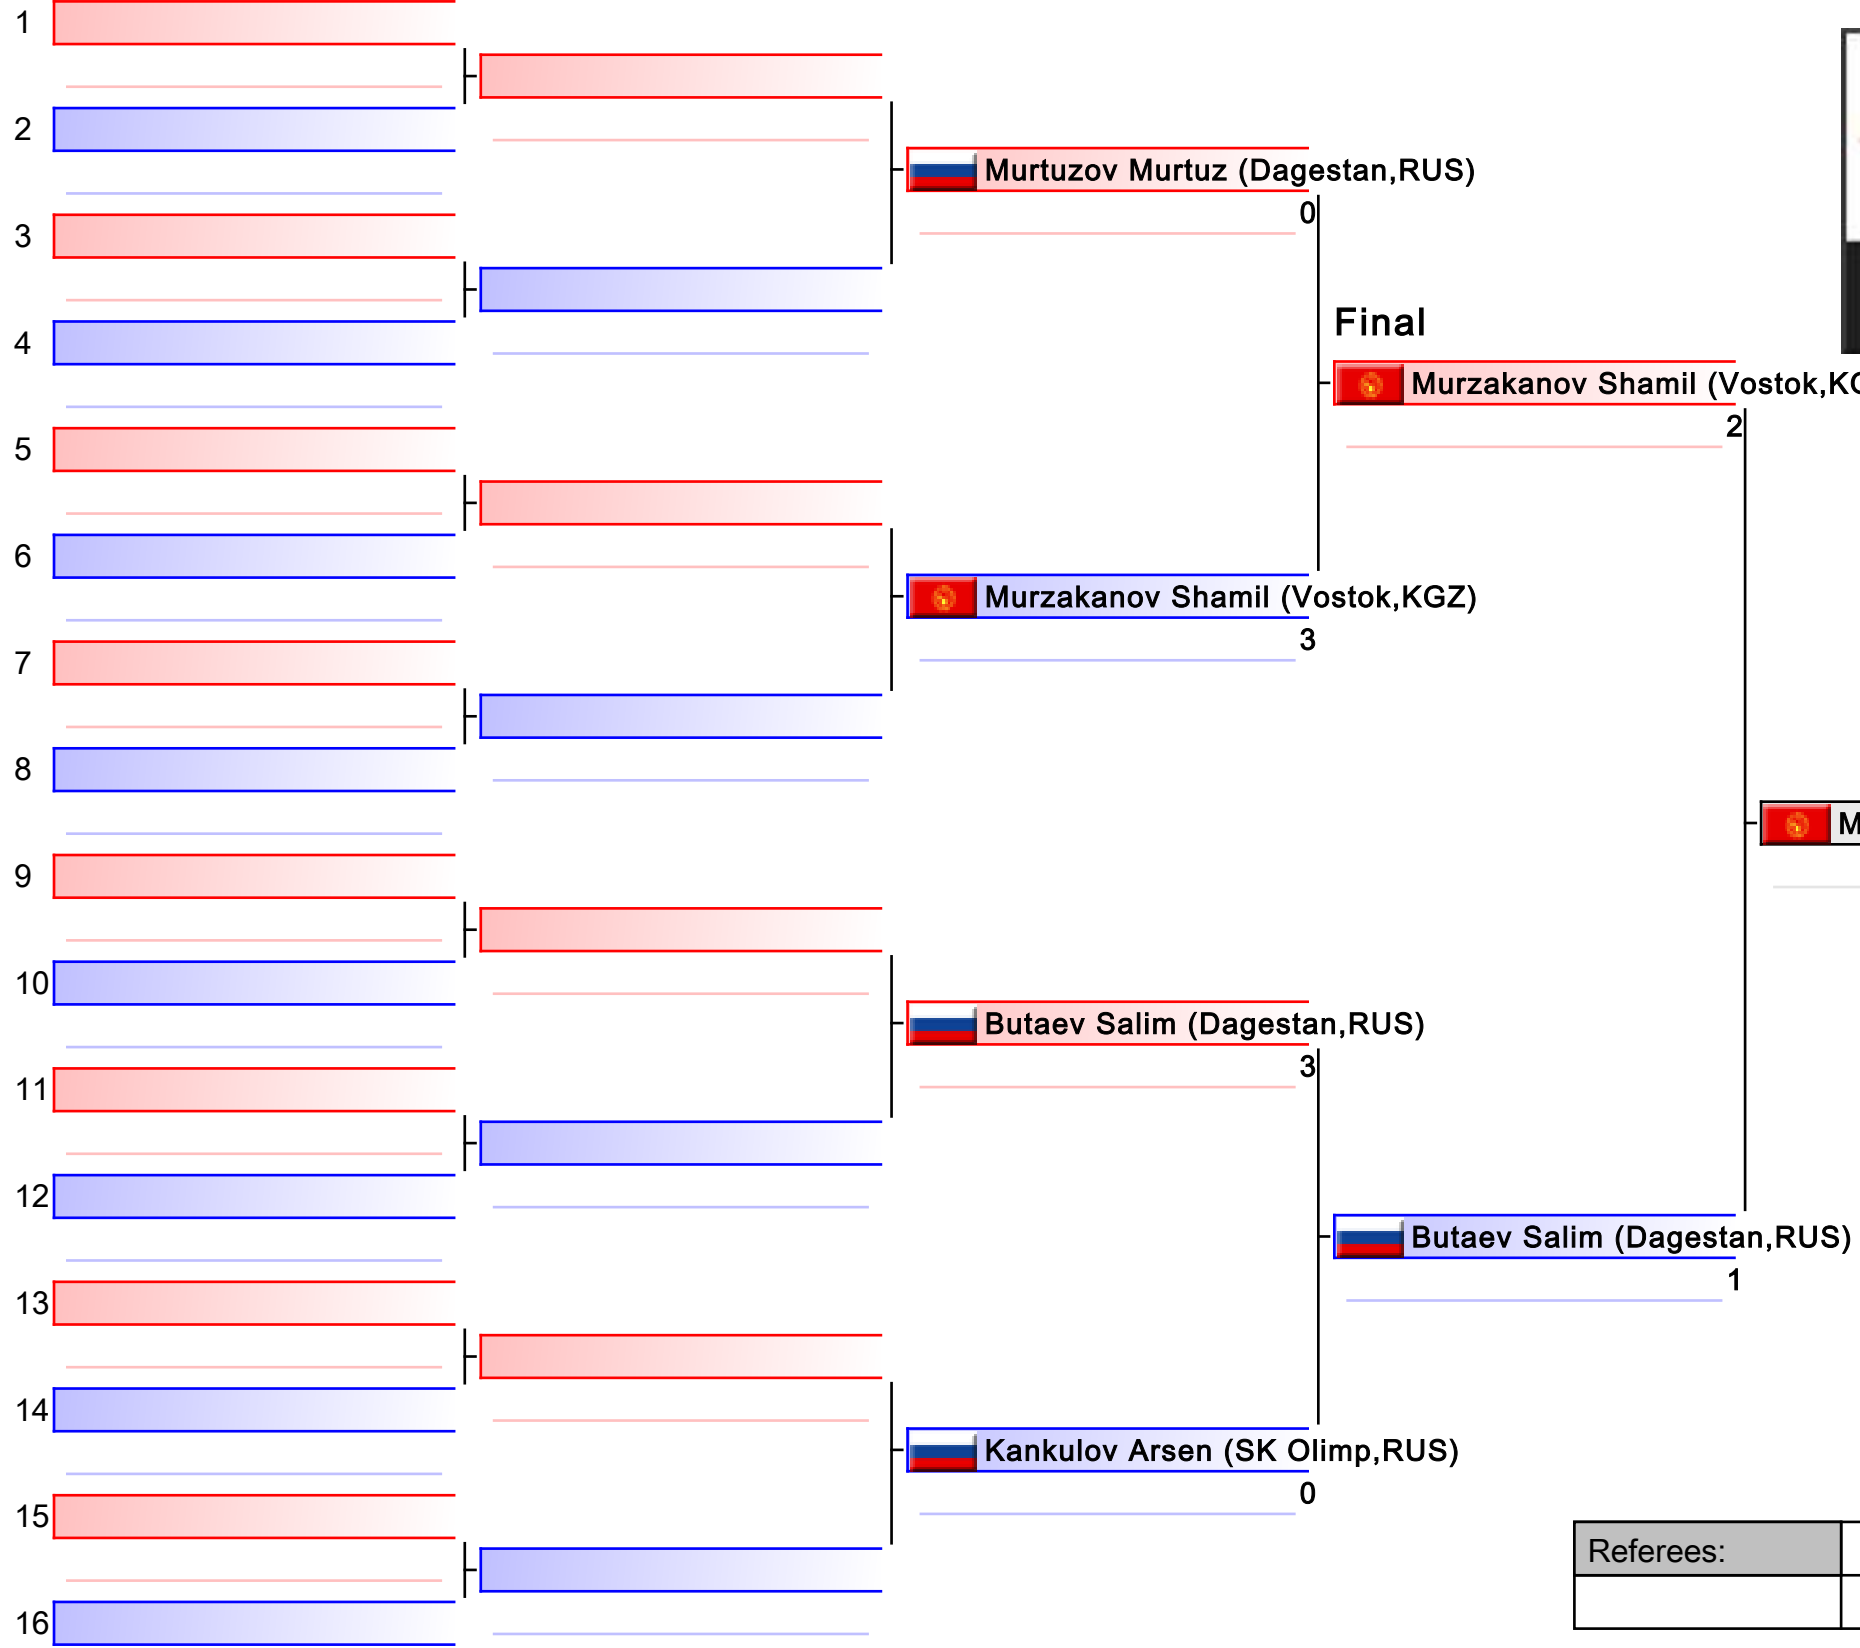 1
2
Murtuzov Murtuz (Dagestan,RUS)
0
3
Final
4
Murzakanov Shamil (Vostok,KG
2
5
6
Murzakanov Shamil (Vostok,KGZ)
3
7
8
M
9
10
Butaev Salim (Dagestan,RUS)
3
11
12
Butaev Salim (Dagestan,RUS)
1
13
14
Kankulov Arsen (SK Olimp,RUS)
0
15
Referees:
16